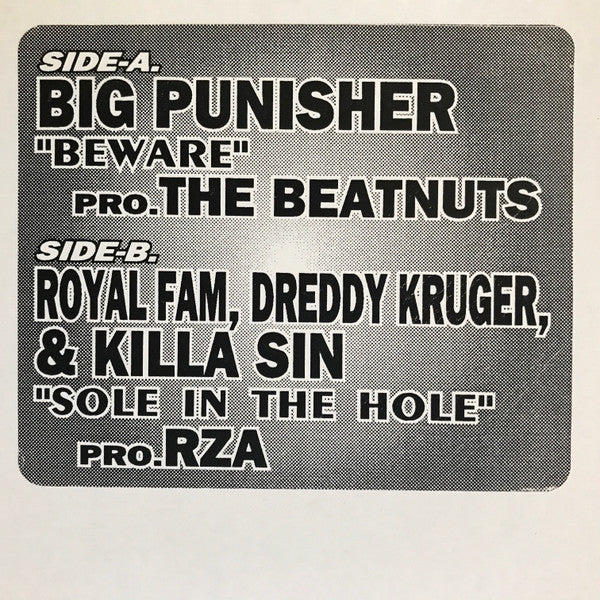 SIDE-A.
BIG PUNISHER
"BEWARE"
PRO.THE BEATNUTS
SIDE-B.
ROYAL FAM, DREDDY KRUGER,
& KILLA SIN
"SOLE IN THE HOLE"
PRO.RZA